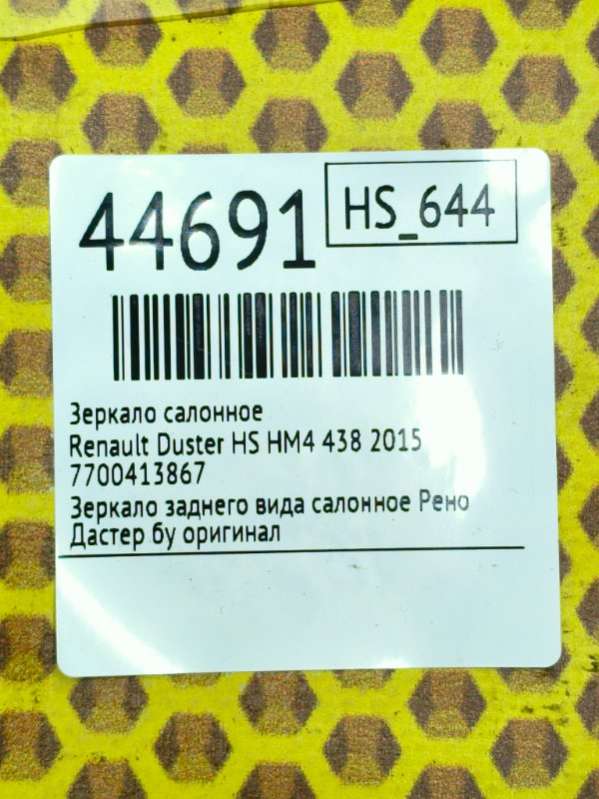 44691
HS_644
Зеркало салонное
Renault Duster HS HM4 438 2015
7700413867
Зеркало заднего вида салонное Рено
Дастер бу оригинал